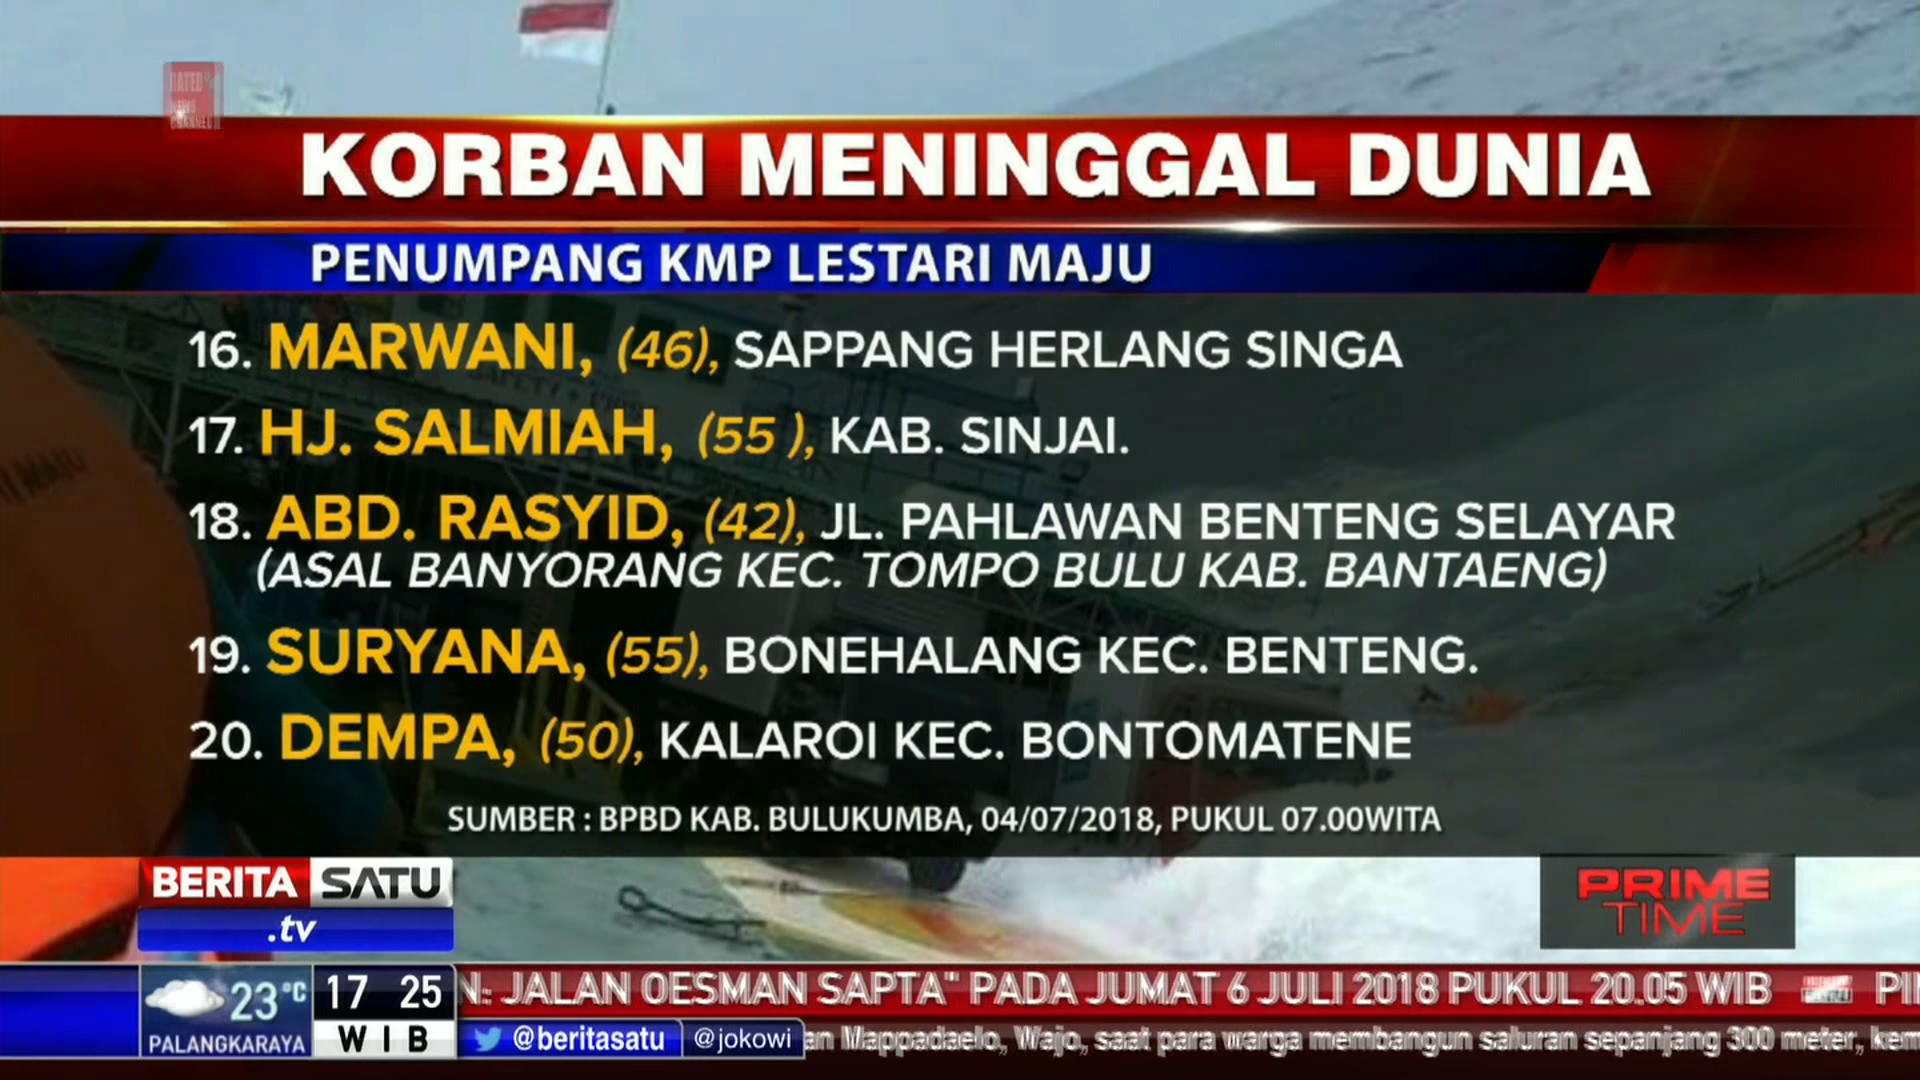 KORBAN MENINGGAL DUNIA
PENUMPANG KMP LESTARI MAJU
16. MARWANI, (46), SAPPANG HERLANG SINGA
17. HJ. SALMIAH, (55 ), KAB. SINJAI.
18. ABD. RASYID, (42), JL. PAHLAWAN BENTENG SELAYAR
(ASAL BANYORANG KEC. TOMPO BULU KAB. BANTAENG)
19. SURYANA, (55), BONEHALANG KEC. BENTENG.
20. DEMPA, (50), KALAROI KEC. BONTOMATENE
SUMBER : BPBD KAB. BULUKUMBA, 04/07/2018, PUKUL 07.00WITA
BERITA SATU
.tv
PRIME
TIME
23°C
PALANGKARAYA
17 25
WIB
N: JALAN OESMAN SAPTA" PADA JUMAT 6 JULI 2018 PUKUL 20.05 WIB
@beritasatu
@jokowi
an Mappadaelo, Wajo, saat para warga membangun saluran sepanjang 300 meter, kem